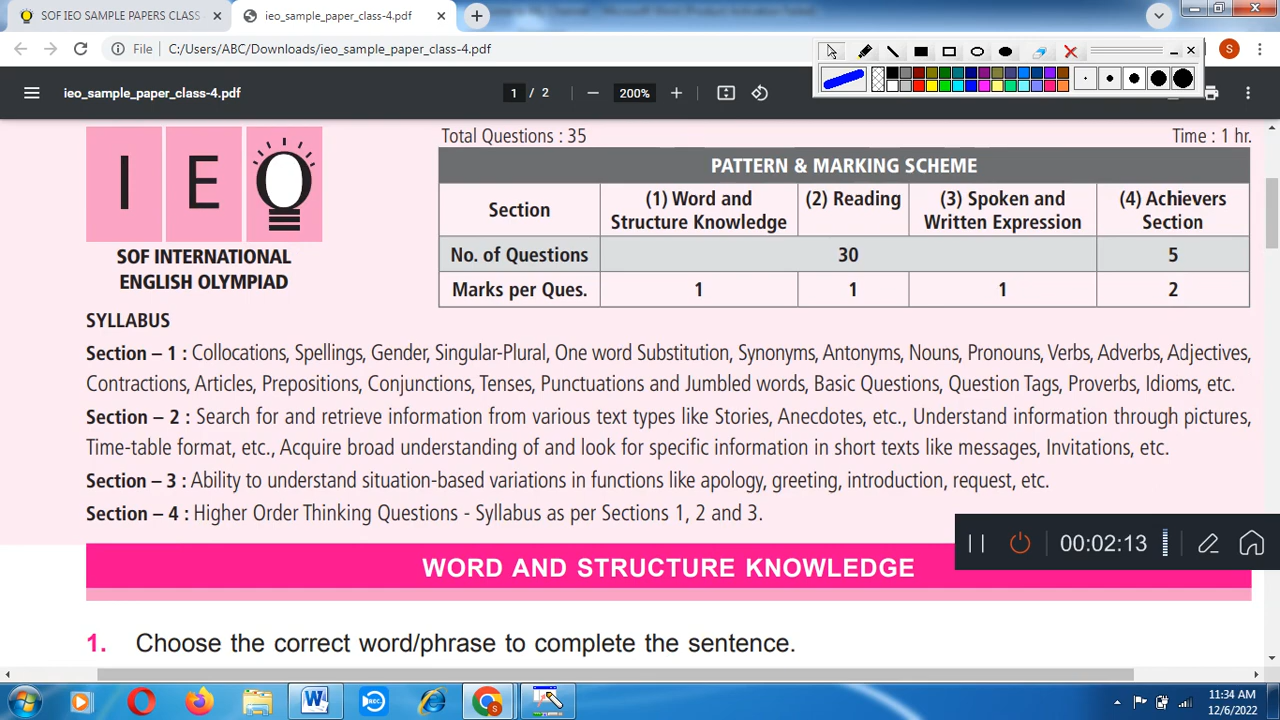 SOF IEO SAMPLE PAPERS CLASS
ieo_sample_paper_class-4.pdf
File
C:/Users/ABC/Downloads/ieo_sample_paper_class-4.pdf
S
ieo_sample_paper_class-4.pdf
1 / 2
200%
I E
SOF INTERNATIONAL
ENGLISH OLYMPIAD
Total Questions : 35
Time : 1 hr.
PATTERN & MARKING SCHEME
Section
(1) Word and
Structure Knowledge
(2) Reading
(3) Spoken and
Written Expression
(4) Achievers
Section
No. of Questions 30 5
Marks per Ques. 1 1 1 2
SYLLABUS
Section – 1 : Collocations, Spellings, Gender, Singular-Plural, One word Substitution, Synonyms, Antonyms, Nouns, Pronouns, Verbs, Adverbs, Adjectives,
Contractions, Articles, Prepositions, Conjunctions, Tenses, Punctuations and Jumbled words, Basic Questions, Question Tags, Proverbs, Idioms, etc.
Section – 2 : Search for and retrieve information from various text types like Stories, Anecdotes, etc., Understand information through pictures,
Time-table format, etc., Acquire broad understanding of and look for specific information in short texts like messages, Invitations, etc.
Section – 3 : Ability to understand situation-based variations in functions like apology, greeting, introduction, request, etc.
Section – 4 : Higher Order Thinking Questions - Syllabus as per Sections 1, 2 and 3.
00:02:13
WORD AND STRUCTURE KNOWLEDGE
1. Choose the correct word/phrase to complete the sentence.
REC
S
11:34 AM
12/6/2022